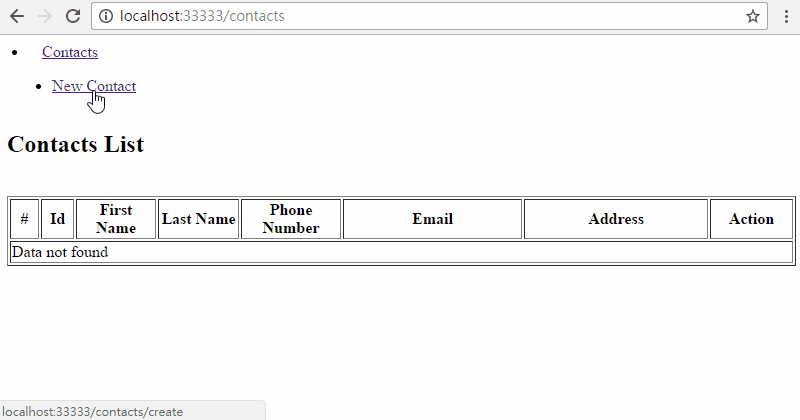 localhost:33333/contacts
Contacts
New Contact
Contacts List
# Id First Name Last Name Phone Number Email Address Action
Data not found
localhost:33333/contacts/create